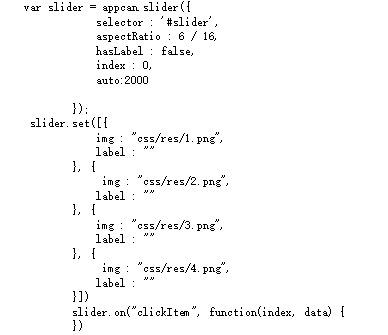 var slider = appcan.slider({
selector : '#slider',
aspectRatio : 6 / 16,
hasLabel : false,
index : 0,
auto:2000
});
slider.set([{
img : "css/res/1.png",
label : ""
}, {
img : "css/res/2.png",
label : ""
}, {
img : "css/res/3.png",
label : ""
}, {
img : "css/res/4.png",
label : ""
}])
slider.on("clickItem", function(index, data) {
})